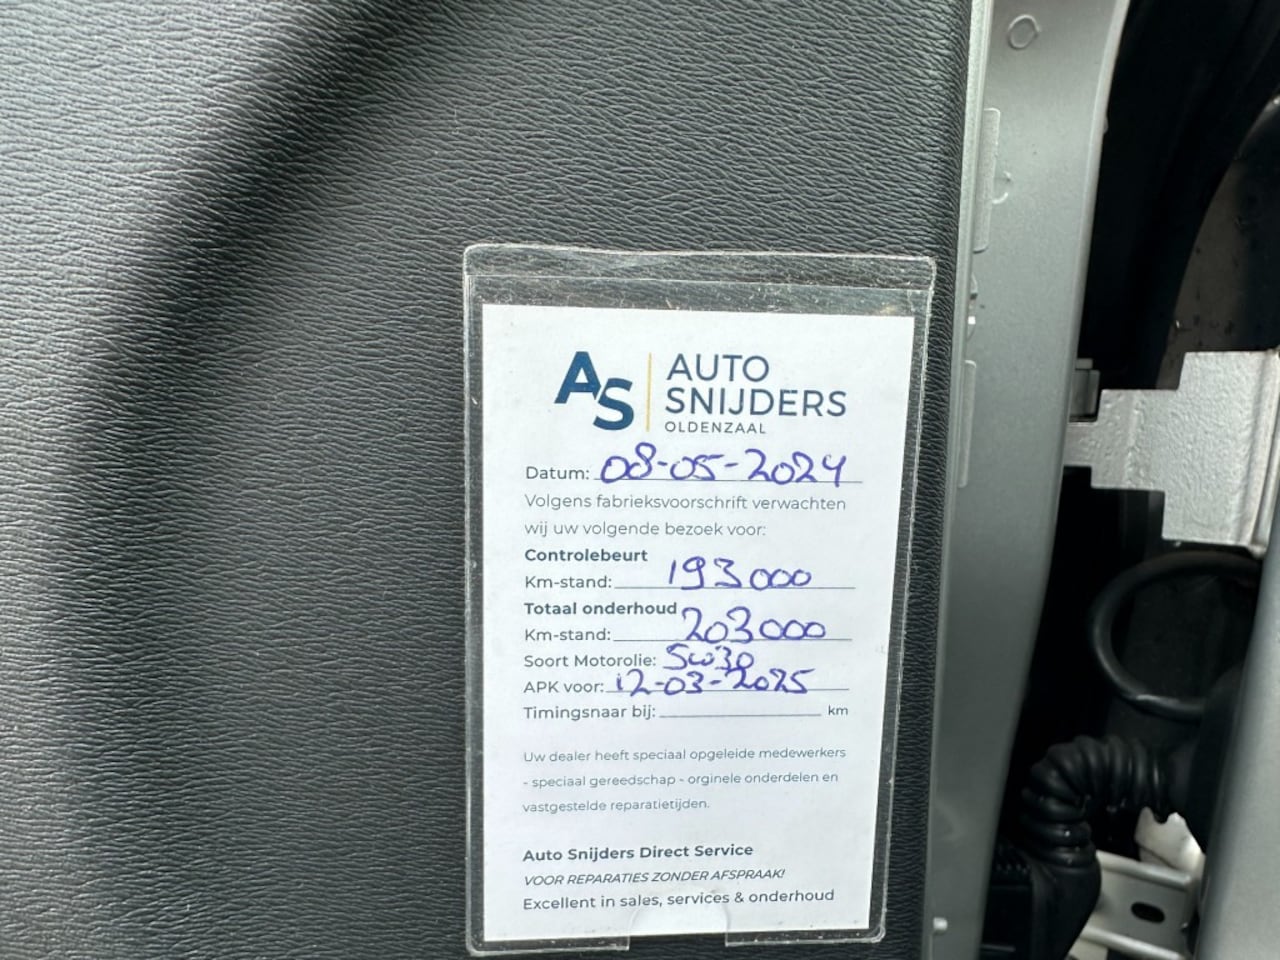 AS
AUTO
SNIJDERS
OLDENZAAL
Datum: 08-05-2024
Volgens fabrieksvoorschrift verwachten
wij uw volgende bezoek voor:
Controlebeurt
Km-stand: 193000
Totaal onderhoud
Km-stand: 203000
Soort Motorolie: 5w30
APK voor: 12-03-2025
Timingsnaar bij: km
Uw dealer heeft speciaal opgeleide medewerkers
- speciaal gereedschap - orginele onderdelen en
vastgestelde reparatietijden.
Auto Snijders Direct Service
VOOR REPARATIES ZONDER AFSPRAAK!
Excellent in sales, services & onderhoud